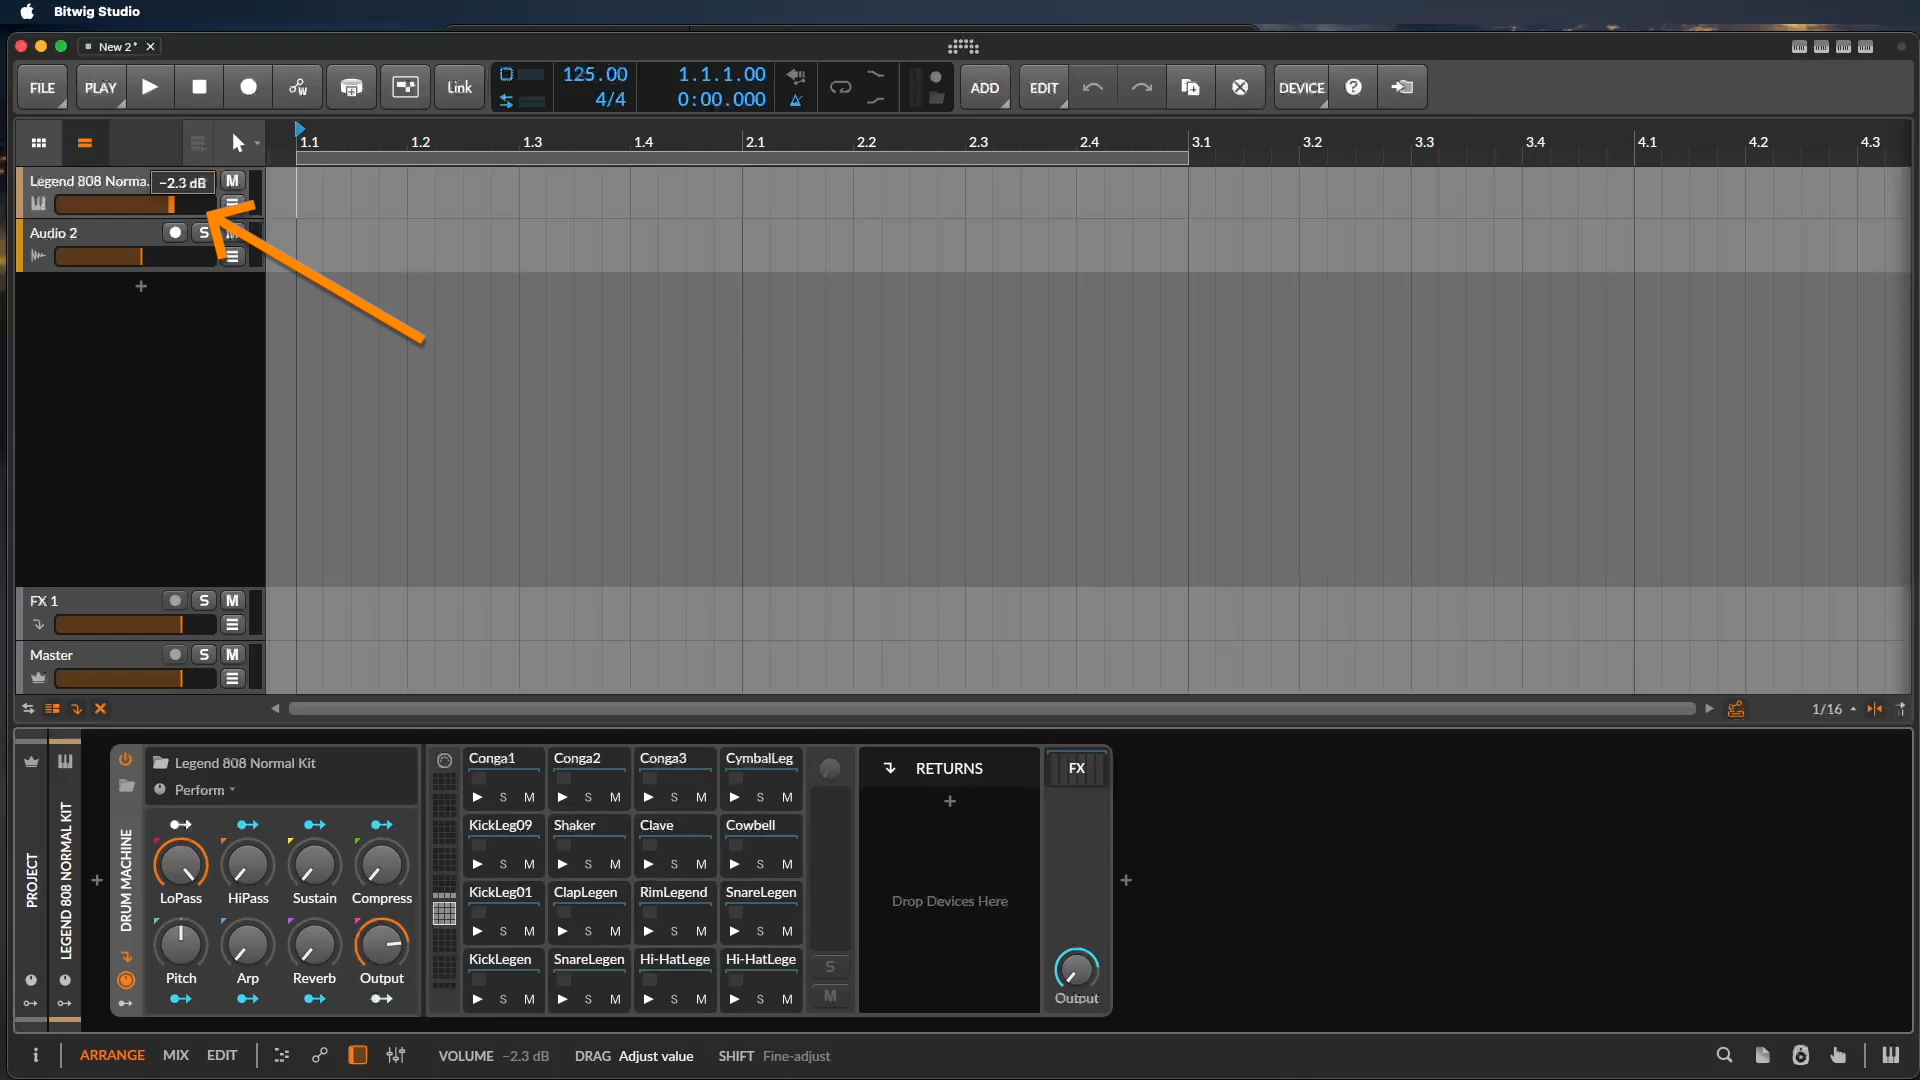 Bitwig Studio
New 2*
FILE
PLAY
Link
125.00
4/4
1.1.1.00
0:00.000
ADD
EDIT
DEVICE
1.1 1.2 1.3 1.4 2.1 2.2 2.3 2.4 3.1 3.2 3.3 3.4 4.1 4.2 4.3
Legend 808 Norma. -2.3 dB M
Audio 2 S
FX 1 S M
Master S M
1/16
PROJECT
LEGEND 808 NORMAL KIT
DRUM MACHINE
Legend 808 Normal Kit
Perform
LoPass HiPass Sustain Compress
Pitch Arp Reverb Output
Conga1 Conga2 Conga3 CymbalLeg
S M S M S M S M
KickLeg09 Shaker Clave Cowbell
S M S M S M S M
KickLeg01 ClapLegen RimLegend SnareLegen
S M S M S M S M
KickLegen SnareLegen Hi-HatLege Hi-HatLege
S M S M S M S M
S
M
RETURNS
Drop Devices Here
FX
Output
ARRANGE MIX EDIT
VOLUME -2.3 dB DRAG Adjust value SHIFT Fine-adjust